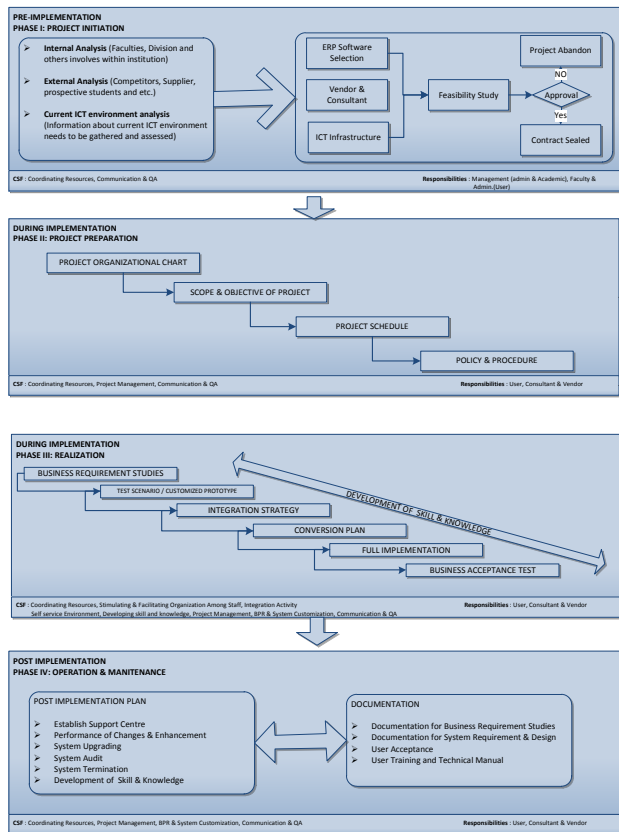 PRE-IMPLEMENTATION
PHASE I: PROJECT INITIATION
➢ Internal Analysis (Faculties, Division and
others involves within institution)
➢ External Analysis (Competitors, Supplier,
prospective students and etc.)
➢ Current ICT environment analysis
(Information about current ICT environment
needs to be gathered and assessed)
ERP Software
Selection
Vendor &
Consultant
ICT Infrastructure
Feasibility Study
Project Abandon
NO
Approval
Yes
Contract Sealed
CSF : Coordinating Resources, Communication & QA
Responsibilities : Management (admin & Academic), Faculty &
Admin.(User)
DURING IMPLEMENTATION
PHASE II: PROJECT PREPARATION
PROJECT ORGANIZATIONAL CHART
SCOPE & OBJECTIVE OF PROJECT
PROJECT SCHEDULE
POLICY & PROCEDURE
CSF : Coordinating Resources, Project Management, Communication & QA
Responsibilities : User, Consultant & Vendor
DURING IMPLEMENTATION
PHASE III: REALIZATION
BUSINESS REQUIREMENT STUDIES
TEST SCENARIO / CUSTOMIZED PROTOTYPE
INTEGRATION STRATEGY
CONVERSION PLAN
FULL IMPLEMENTATION
BUSINESS ACCEPTANCE TEST
DEVELOPMENT OF SKILL & KNOWLEDGE
CSF : Coordinating Resources, Stimulating & Facilitating Organization Among Staff, Integration Activity
Self service Environment, Developing skill and knowledge, Project Management, BPR & System Customization, Communication & QA
Responsibilities : User, Consultant & Vendor
POST IMPLEMENTATION
PHASE IV: OPERATION & MANITENANCE
POST IMPLEMENTATION PLAN
➢ Establish Support Centre
➢ Performance of Changes & Enhancement
➢ System Upgrading
➢ System Audit
➢ System Termination
➢ Development of Skill & Knowledge
DOCUMENTATION
➢ Documentation for Business Requirement Studies
➢ Documentation for System Requirement & Design
➢ User Acceptance
➢ User Training and Technical Manual
CSF : Coordinating Resources, Project Management, BPR & System Customization, Communication & QA
Responsibilities : User, Consultant & Vendor